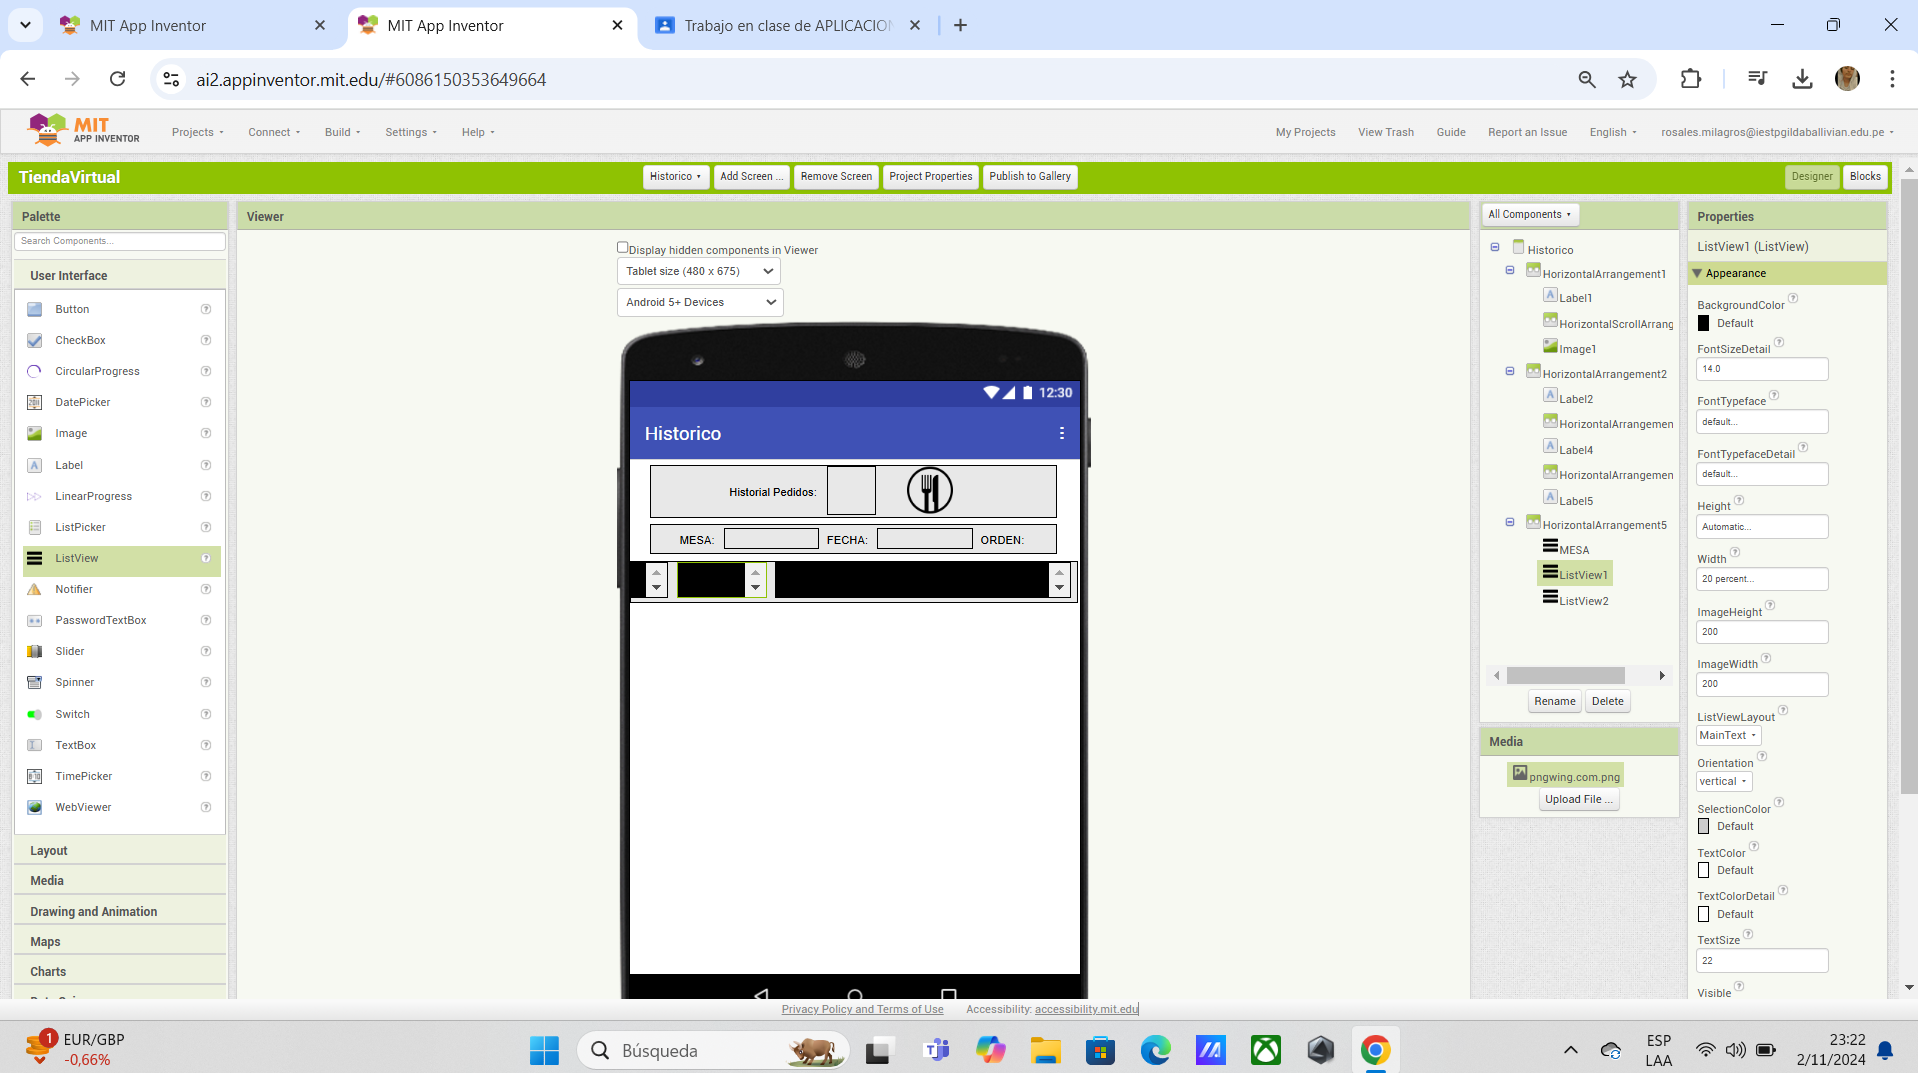 MIT App Inventor
MIT App Inventor
Trabajo en clase de APLICACION
ai2.appinventor.mit.edu/#6086150353649664
MIT
APP INVENTOR
Projects
Connect
Build
Settings
Help
My Projects
View Trash
Guide
Report an Issue
English
rosales.milagros@iestpgildaballivian.edu.pe
TiendaVirtual
Historico
Add Screen ...
Remove Screen
Project Properties
Publish to Gallery
Designer
Blocks
Palette
Search Components...
User Interface
Button
CheckBox
CircularProgress
DatePicker
Image
Label
LinearProgress
ListPicker
ListView
Notifier
PasswordTextBox
Slider
Spinner
Switch
TextBox
TimePicker
WebViewer
Layout
Media
Drawing and Animation
Maps
Charts
Viewer
Display hidden components in Viewer
Tablet size (480 x 675)
Android 5+ Devices
12:30
Historico
Historial Pedidos:
MESA:
FECHA:
ORDEN:
All Components
Historico
HorizontalArrangement1
Label1
HorizontalScrollArrang
Image1
HorizontalArrangement2
Label2
HorizontalArrangemen
Label4
HorizontalArrangemen
Label5
HorizontalArrangement5
MESA
ListView1
ListView2
Rename
Delete
Media
pngwing.com.png
Upload File ...
Properties
ListView1 (ListView)
Appearance
BackgroundColor
Default
FontSizeDetail
14.0
FontTypeface
default...
FontTypefaceDetail
default...
Height
Automatic...
Width
20 percent...
ImageHeight
200
ImageWidth
200
ListViewLayout
MainText
Orientation
vertical
SelectionColor
Default
TextColor
Default
TextColorDetail
Default
TextSize
22
Visible
Privacy Policy and Terms of Use
Accessibility: accessibility.mit.edu
1
EUR/GBP
-0,66%
Búsqueda
ESP
LAA
23:22
2/11/2024